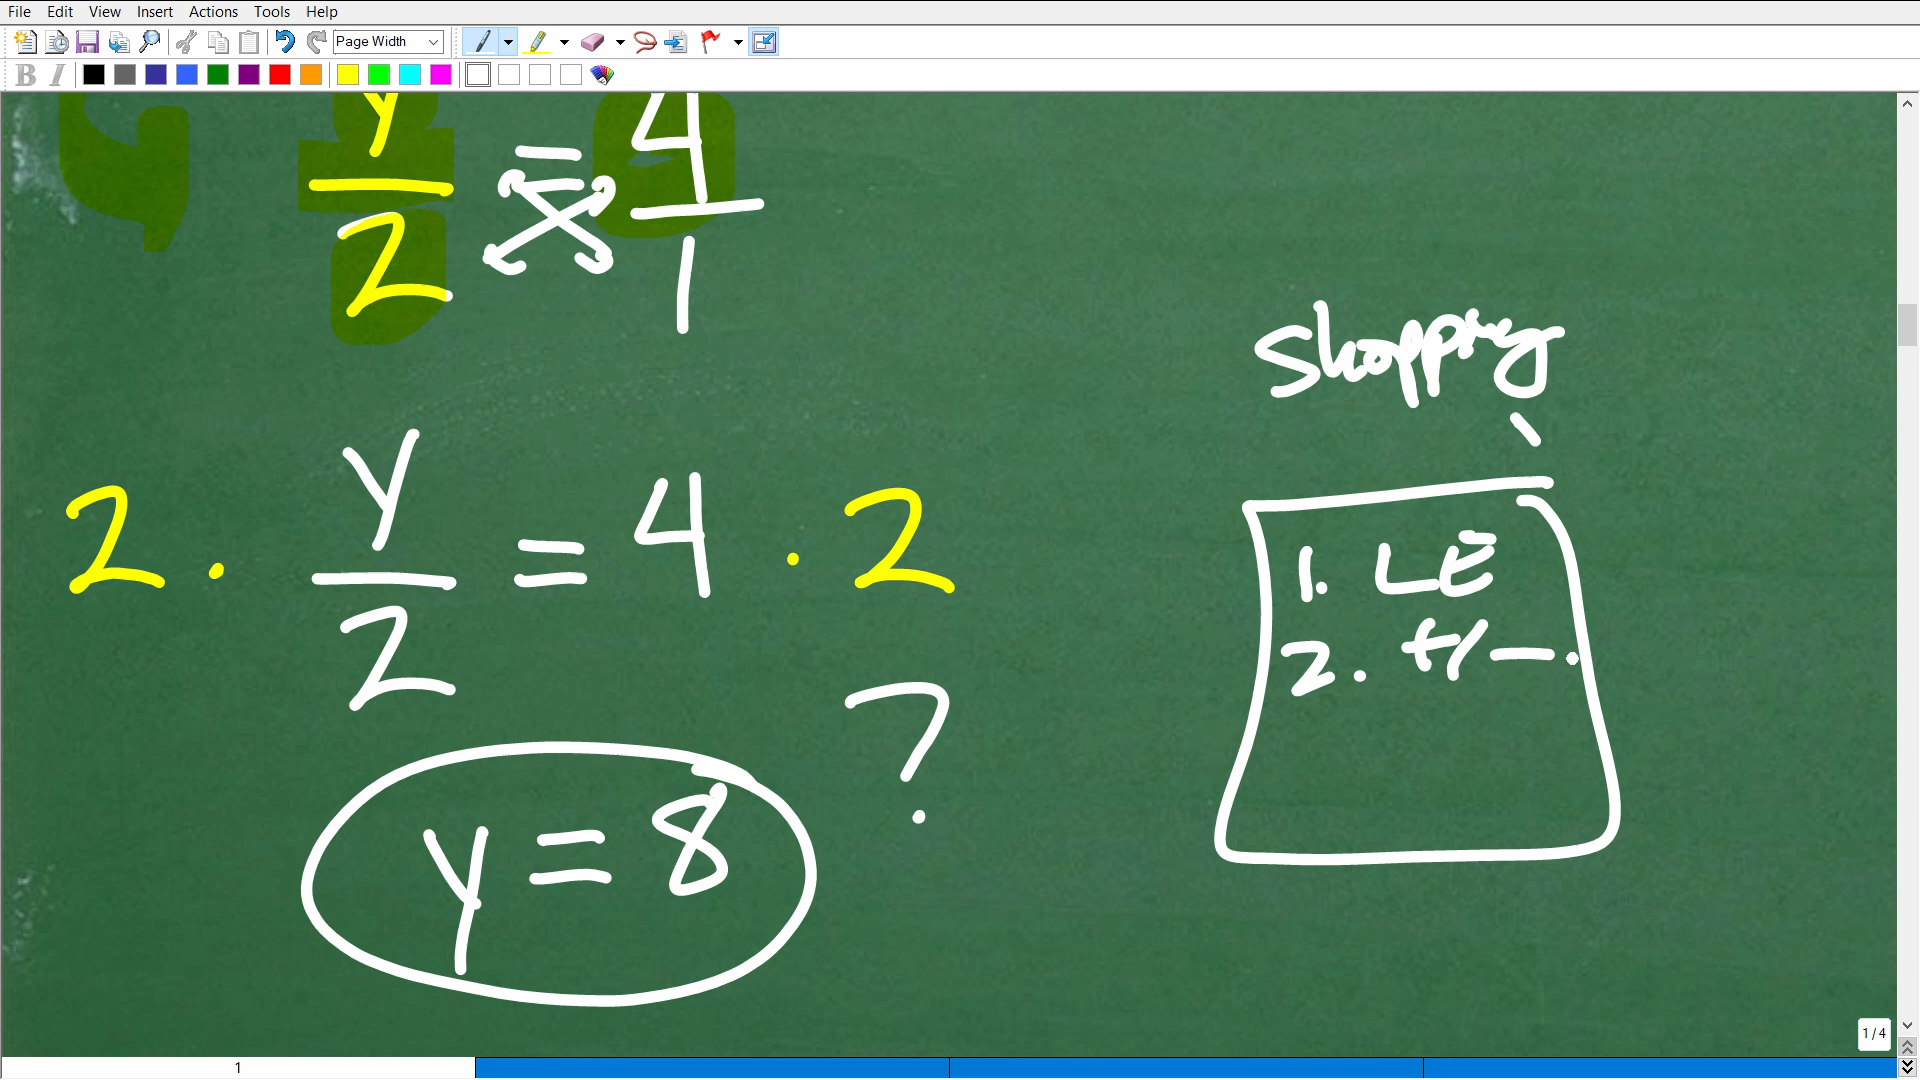 File Edit View Insert Actions Tools Help
Page Width
B I
y/2 = 4/1
Shopping
2 · y/2 = 4 · 2
1. LE
2. +/-
?
y = 8
1/4
1